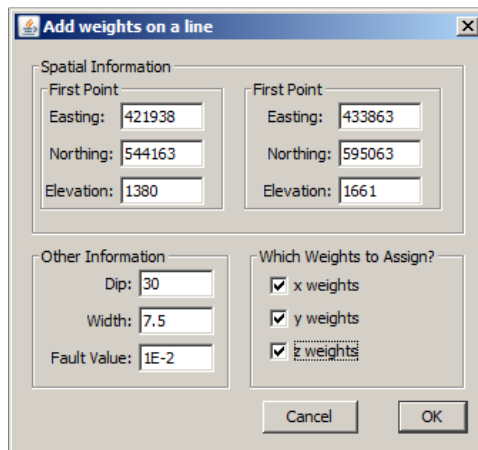 Add weights on a line
Spatial Information
First Point
Easting: 421938
Northing: 544163
Elevation: 1380
First Point
Easting: 433863
Northing: 595063
Elevation: 1661
Other Information
Dip: 30
Width: 7.5
Fault Value: 1E-2
Which Weights to Assign?
x weights
y weights
z weights
Cancel
OK